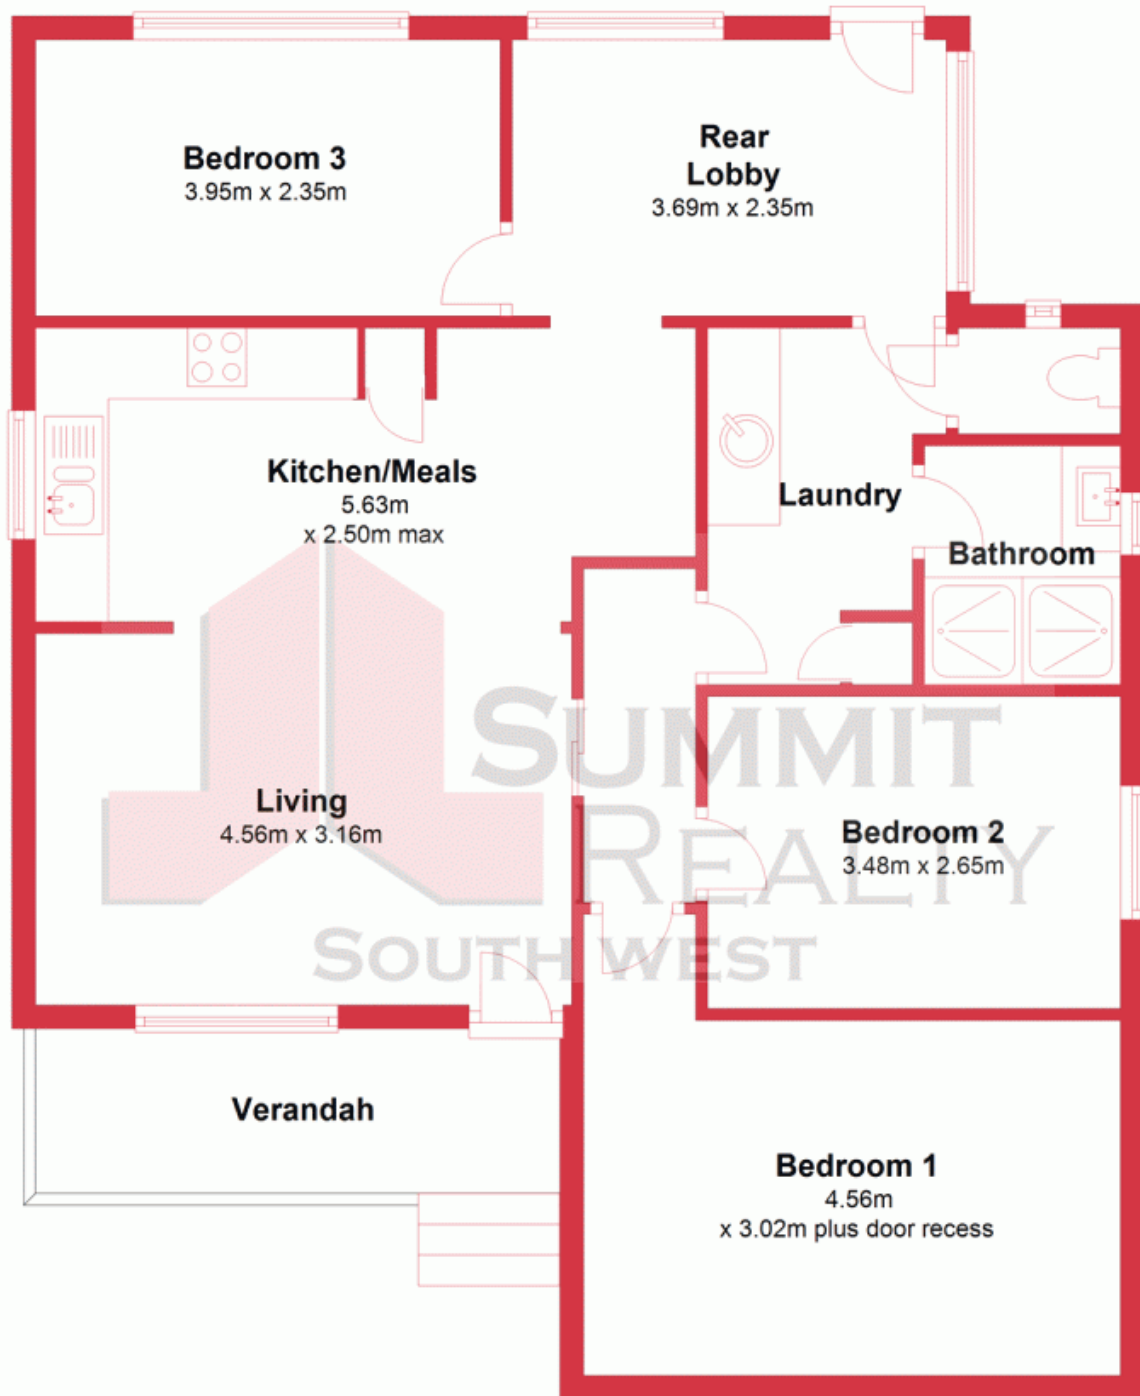 Bedroom 3
3.95m x 2.35m
Rear
Lobby
3.69m x 2.35m
Kitchen/Meals
5.63m
x 2.50m max
Laundry
Bathroom
Living
4.56m x 3.16m
Bedroom 2
3.48m x 2.65m
SUMMIT
REALTY
SOUTH WEST
Verandah
Bedroom 1
4.56m
x 3.02m plus door recess